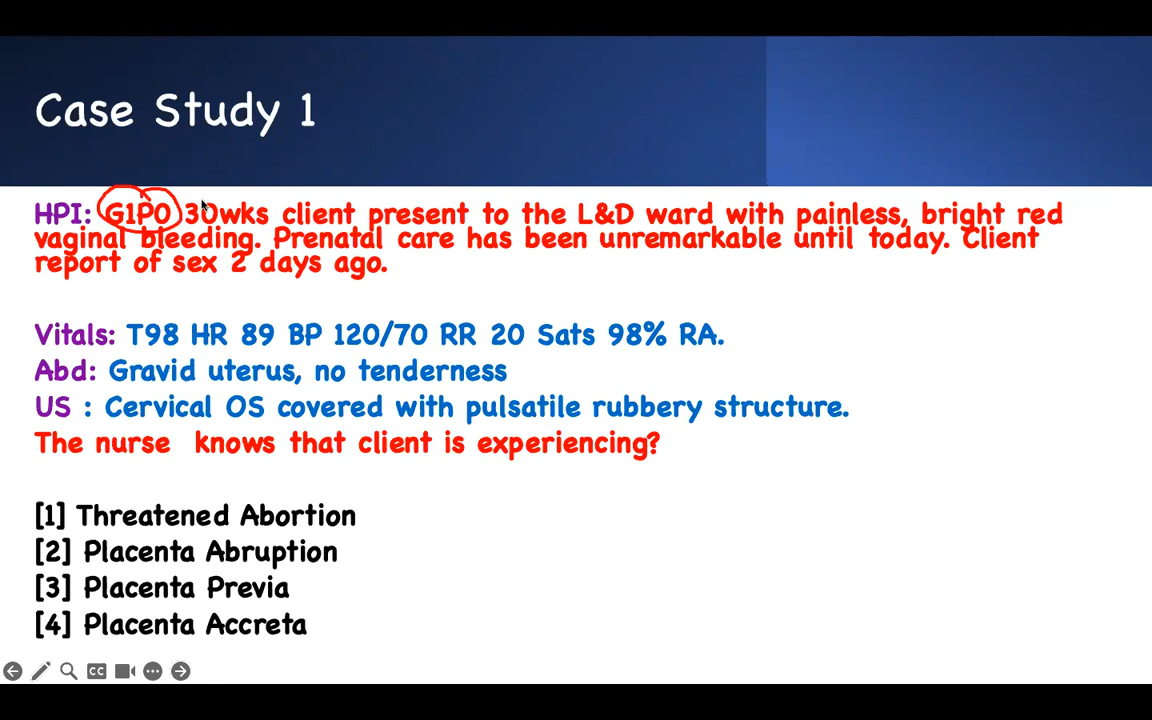 Case Study 1
HPI: G1P0 30wks client present to the L&D ward with painless, bright red
vaginal bleeding. Prenatal care has been unremarkable until today. Client
report of sex 2 days ago.
Vitals: T98 HR 89 BP 120/70 RR 20 Sats 98% RA.
Abd: Gravid uterus, no tenderness
US : Cervical OS covered with pulsatile rubbery structure.
The nurse knows that client is experiencing?
[1] Threatened Abortion
[2] Placenta Abruption
[3] Placenta Previa
[4] Placenta Accreta
CC